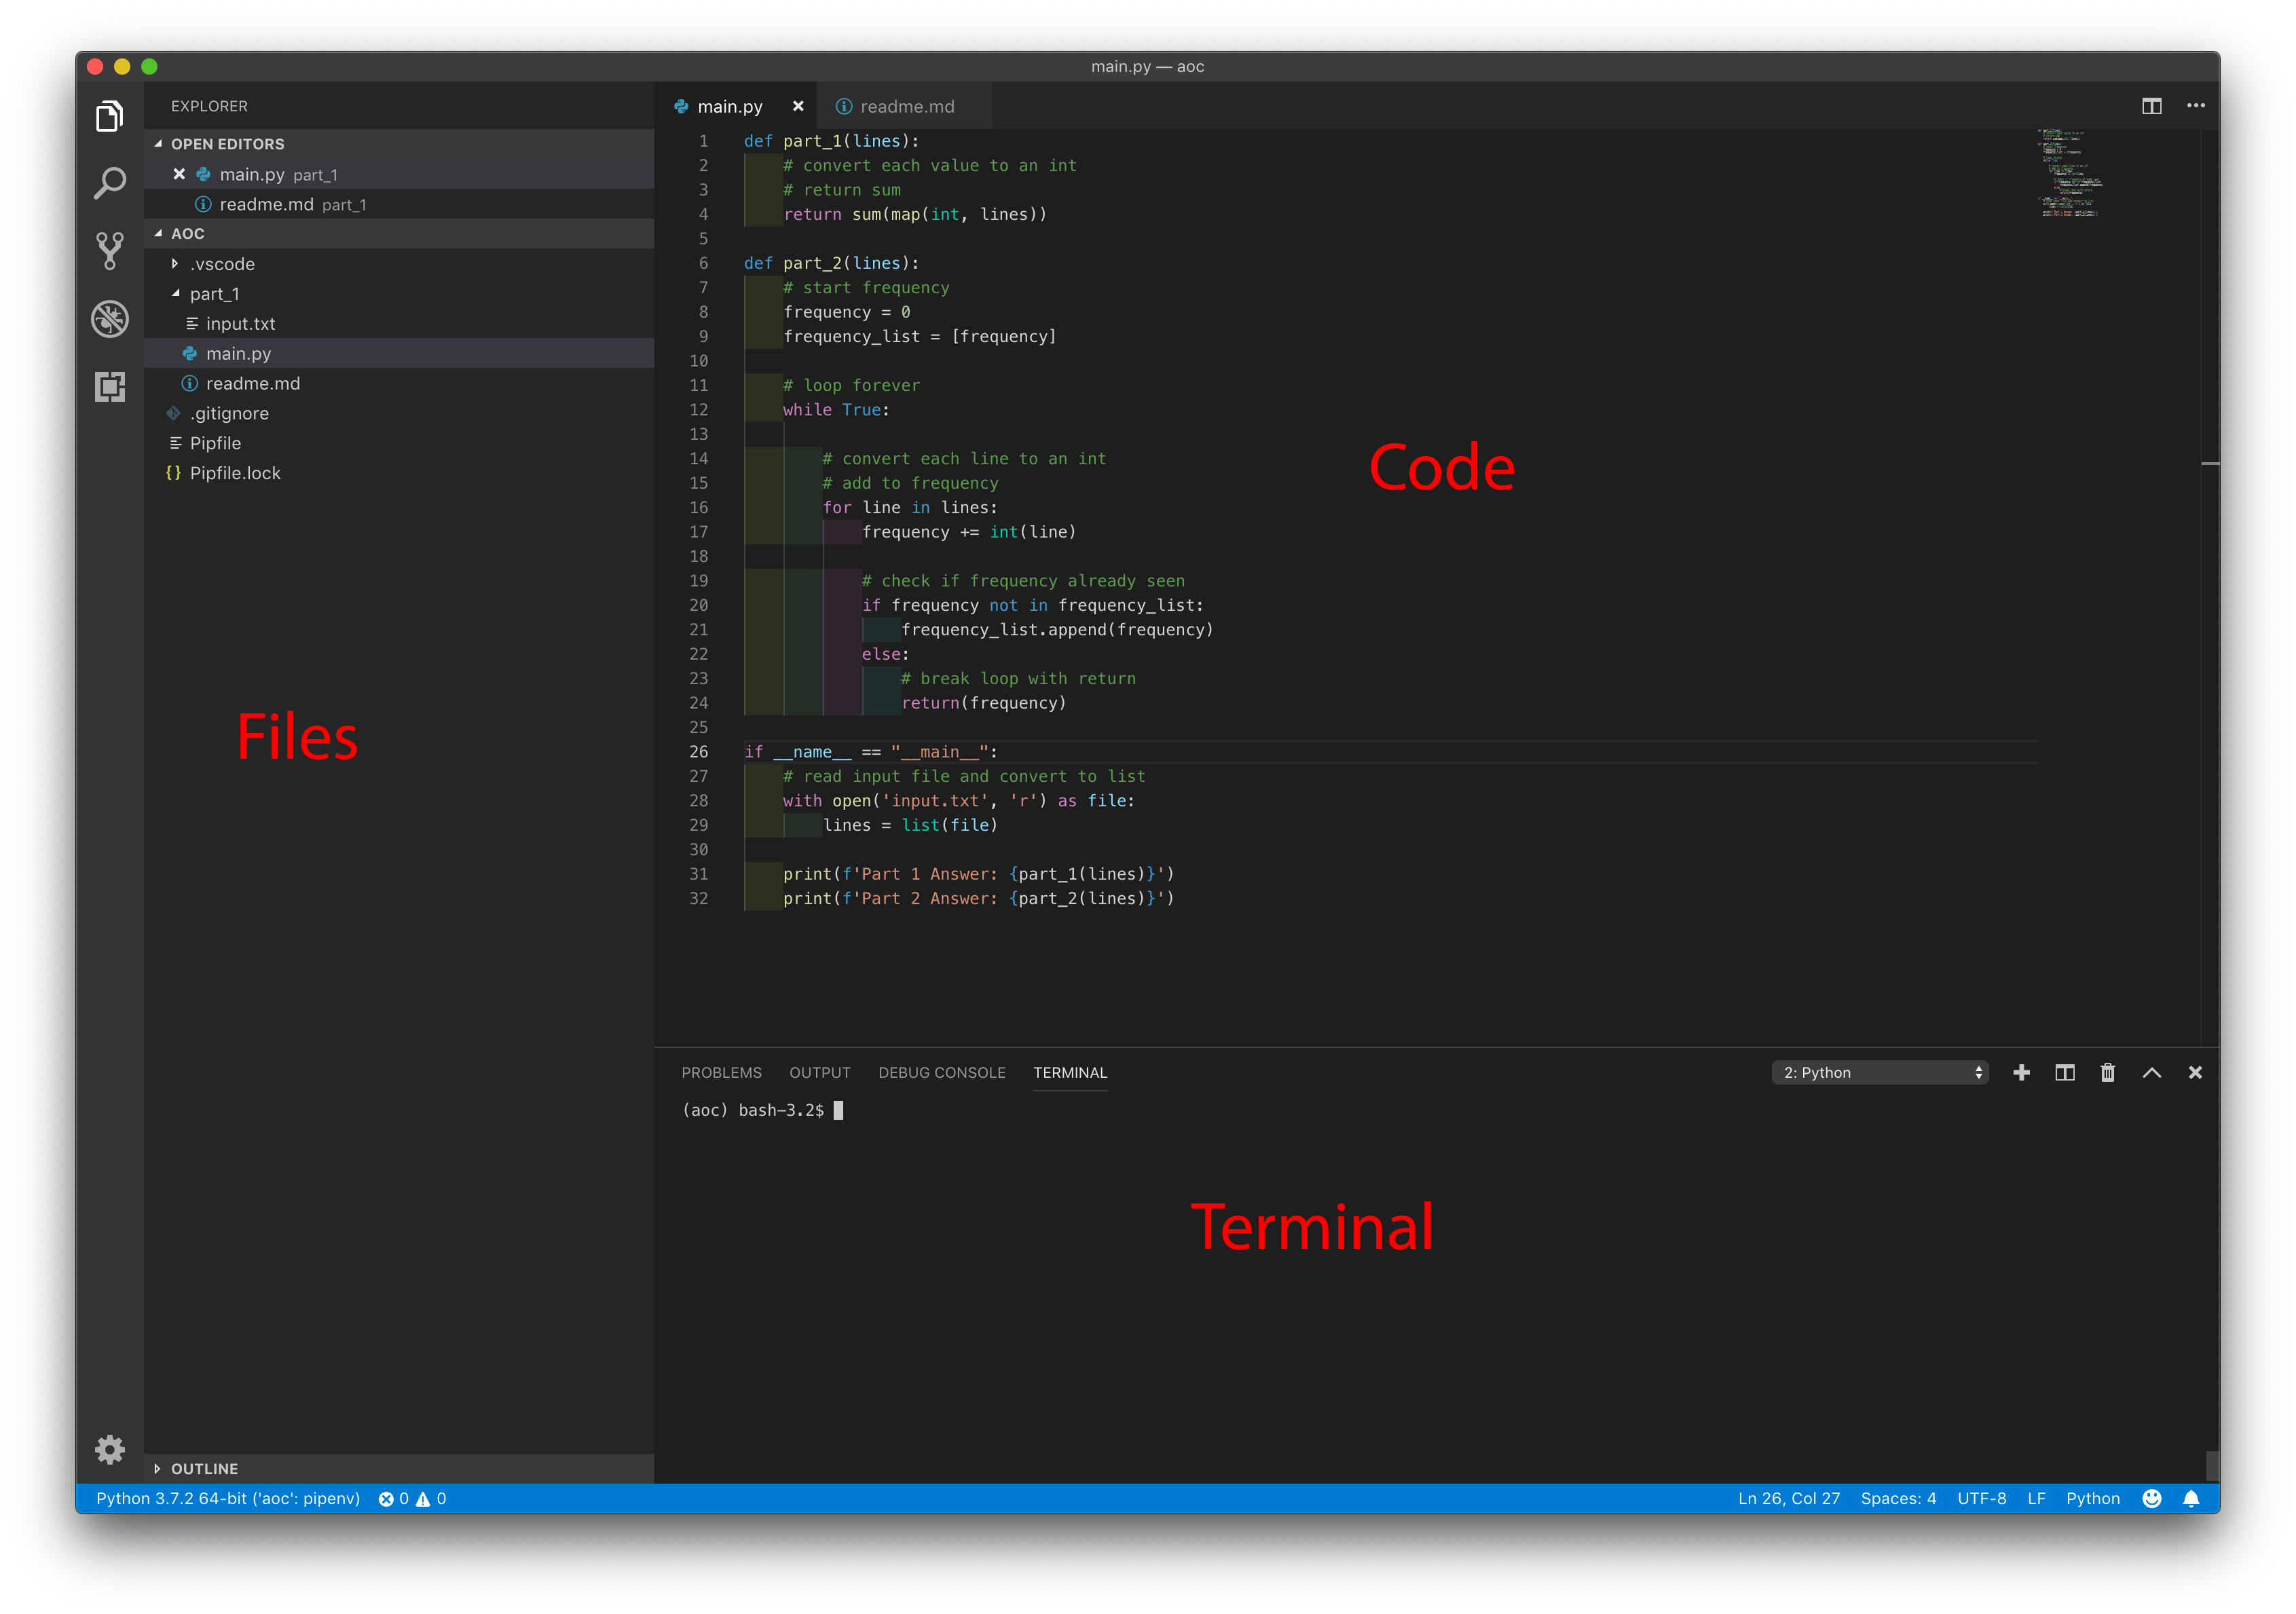 main.py — aoc
EXPLORER
OPEN EDITORS
main.py part_1
readme.md part_1
AOC
.vscode
part_1
input.txt
main.py
readme.md
.gitignore
Pipfile
Pipfile.lock
Files
OUTLINE
main.py
readme.md
1 def part_1(lines):
2     # convert each value to an int
3     # return sum
4     return sum(map(int, lines))
5
6 def part_2(lines):
7     # start frequency
8     frequency = 0
9     frequency_list = [frequency]
10
11     # loop forever
12     while True:
13
14         # convert each line to an int
15         # add to frequency
16         for line in lines:
17             frequency += int(line)
18
19             # check if frequency already seen
20             if frequency not in frequency_list:
21                 frequency_list.append(frequency)
22             else:
23                 # break loop with return
24                 return(frequency)
25
26 if __name__ == "__main__":
27     # read input file and convert to list
28     with open('input.txt', 'r') as file:
29         lines = list(file)
30
31     print(f'Part 1 Answer: {part_1(lines)}')
32     print(f'Part 2 Answer: {part_2(lines)}')
Code
PROBLEMS OUTPUT DEBUG CONSOLE TERMINAL 2: Python
(aoc) bash-3.2$
Terminal
Python 3.7.2 64-bit ('aoc': pipenv) 0 0 Ln 26, Col 27 Spaces: 4 UTF-8 LF Python